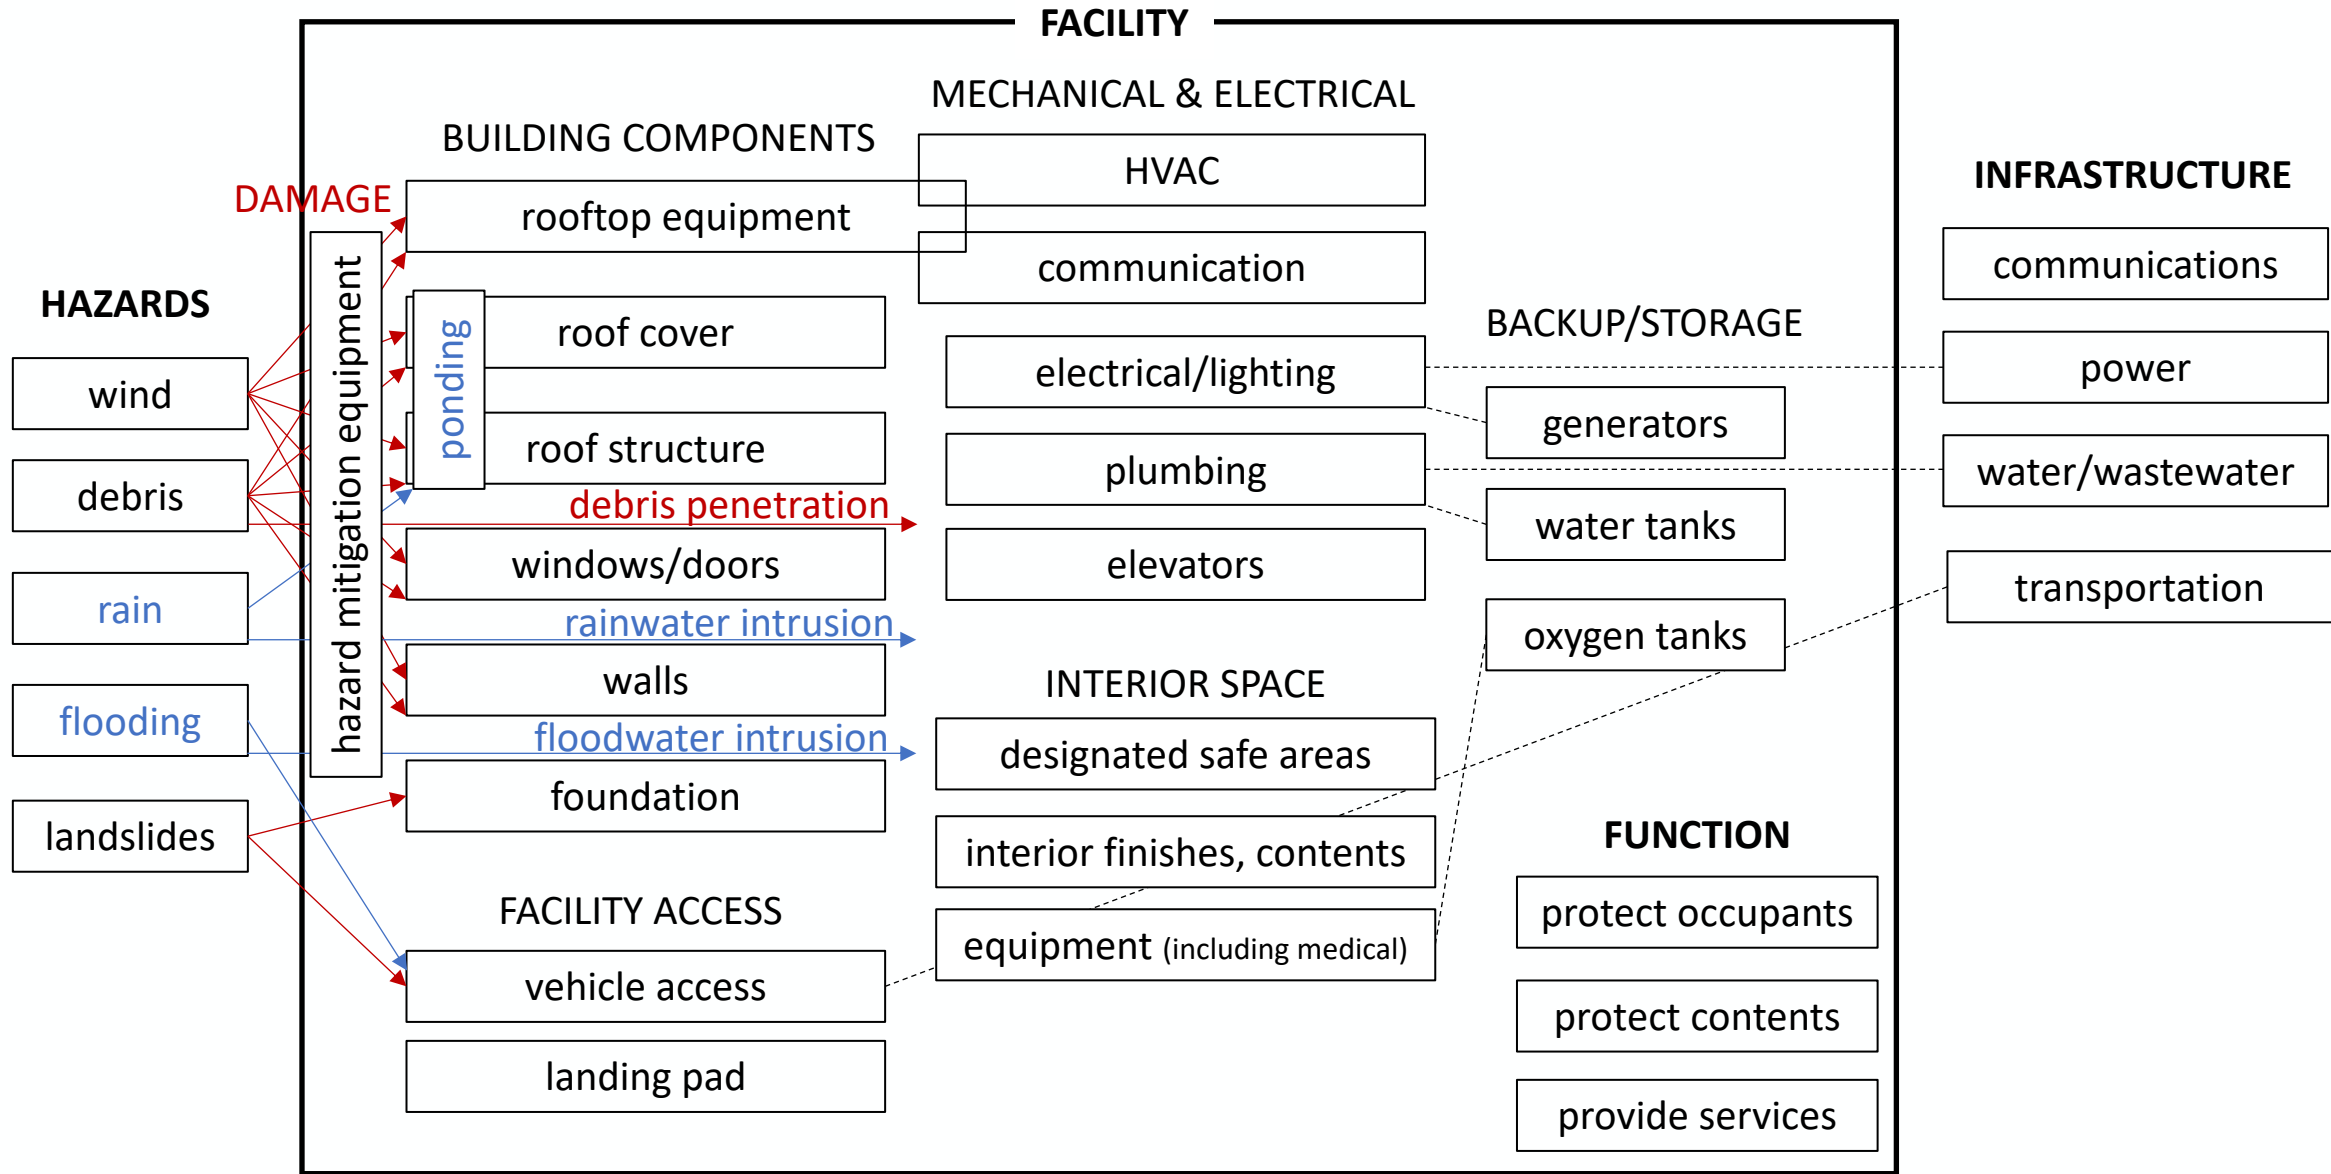 FACILITY
HAZARDS
wind
debris
rain
flooding
landslides
DAMAGE
hazard mitigation equipment
BUILDING COMPONENTS
rooftop equipment
roof cover
ponding
roof structure
debris penetration
windows/doors
rainwater intrusion
walls
floodwater intrusion
foundation
FACILITY ACCESS
vehicle access
landing pad
MECHANICAL & ELECTRICAL
HVAC
communication
electrical/lighting
plumbing
elevators
INTERIOR SPACE
designated safe areas
interior finishes, contents
equipment (including medical)
BACKUP/STORAGE
generators
water tanks
oxygen tanks
FUNCTION
protect occupants
protect contents
provide services
INFRASTRUCTURE
communications
power
water/wastewater
transportation